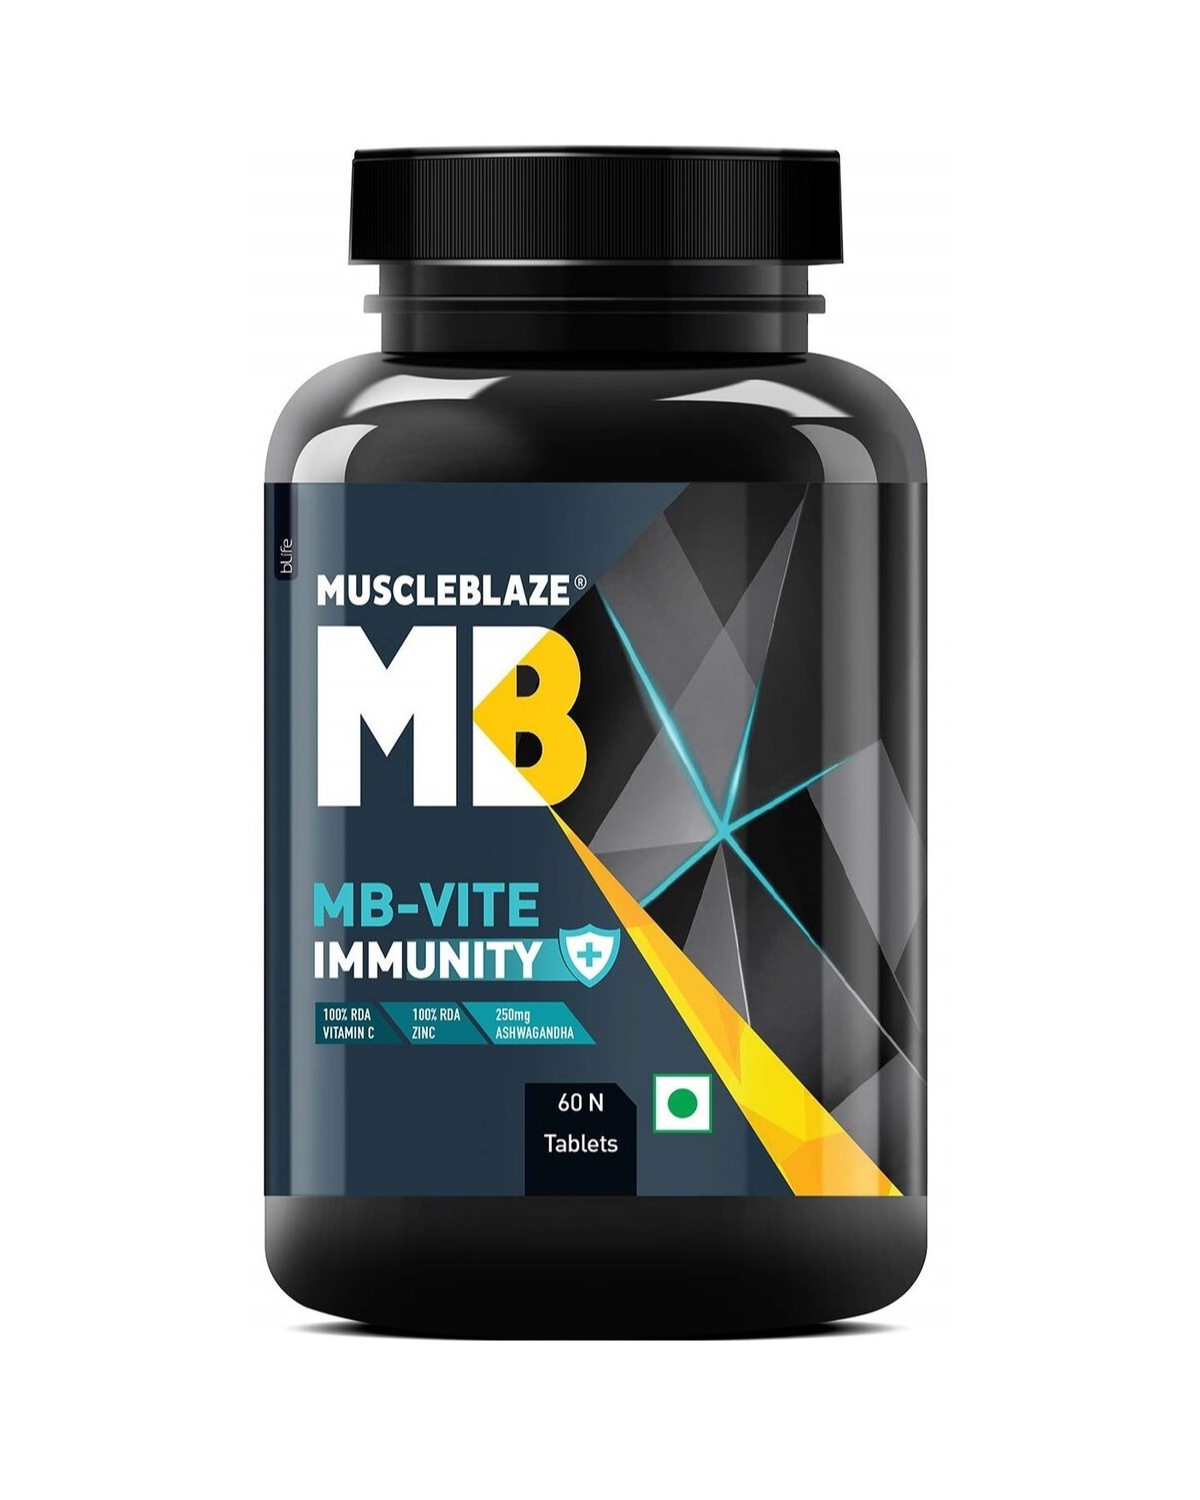 bLife
MUSCLEBLAZE®
MB
MB-VITE
IMMUNITY
100% RDA
VITAMIN C
100% RDA
ZINC
250mg
ASHWAGANDHA
60 N
Tablets